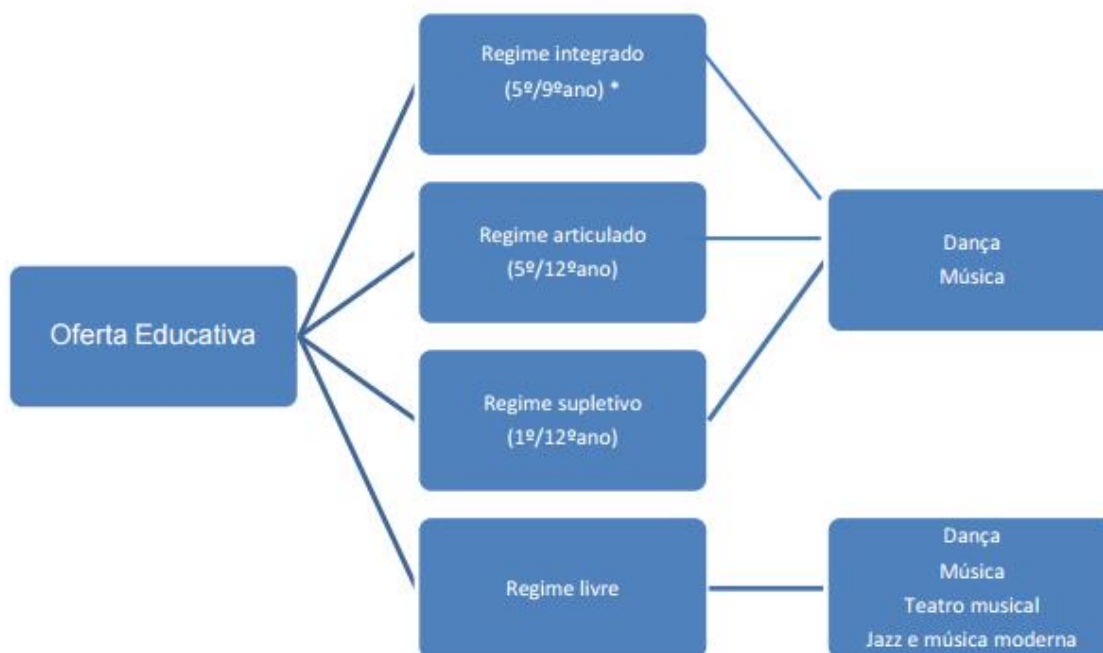 Oferta Educativa
Regime integrado
(5º/9ºano) *
Regime articulado
(5º/12ºano)
Regime supletivo
(1º/12ºano)
Regime livre
Dança
Música
Dança
Música
Teatro musical
Jazz e música moderna